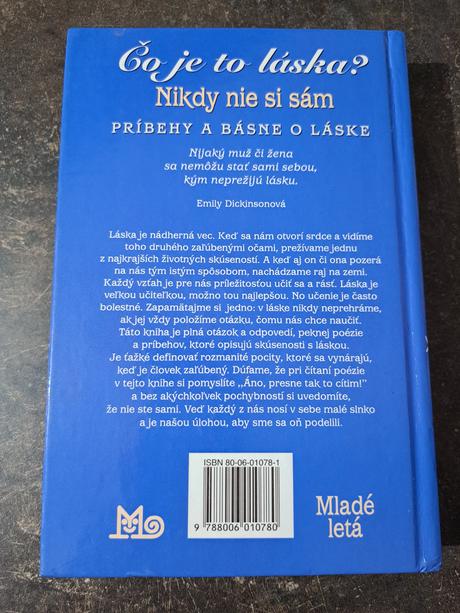 Čo je to láska?
Nikdy nie si sám
PRÍBEHY A BÁSNE O LÁSKE
Nijaký muž či žena
sa nemôžu stať sami sebou,
kým neprežijú lásku.
Emily Dickinsonová
Láska je nádherná vec. Keď sa nám otvorí srdce a vidíme
toho druhého zaľúbenými očami, prežívame jednu
z najkrajších životných skúseností. A keď aj on či ona pozerá
na nás tým istým spôsobom, nachádzame raj na zemi.
Každý vzťah je pre nás príležitosťou učiť sa a rásť. Láska je
veľkou učiteľkou, možno tou najlepšou. No učenie je často
bolestné. Zapamätajme si jedno: v láske nikdy neprehráme,
ak jej vždy položíme otázku, čomu nás chce naučiť.
Táto kniha je plná otázok a odpovedí, peknej poézie
a príbehov, ktoré opisujú skúsenosti s láskou.
Je ťažké definovať rozmanité pocity, ktoré sa vynárajú,
keď je človek zaľúbený. Dúfame, že pri čítaní poézie
v tejto knihe si pomyslíte ,,Áno, presne tak to cítim!"
a bez akýchkoľvek pochybností si uvedomíte,
že nie ste sami. Veď každý z nás nosí v sebe malé slnko
a je našou úlohou, aby sme sa oň podelili.
ISBN 80-06-01078-1
9 788006 010780
Mladé
letá